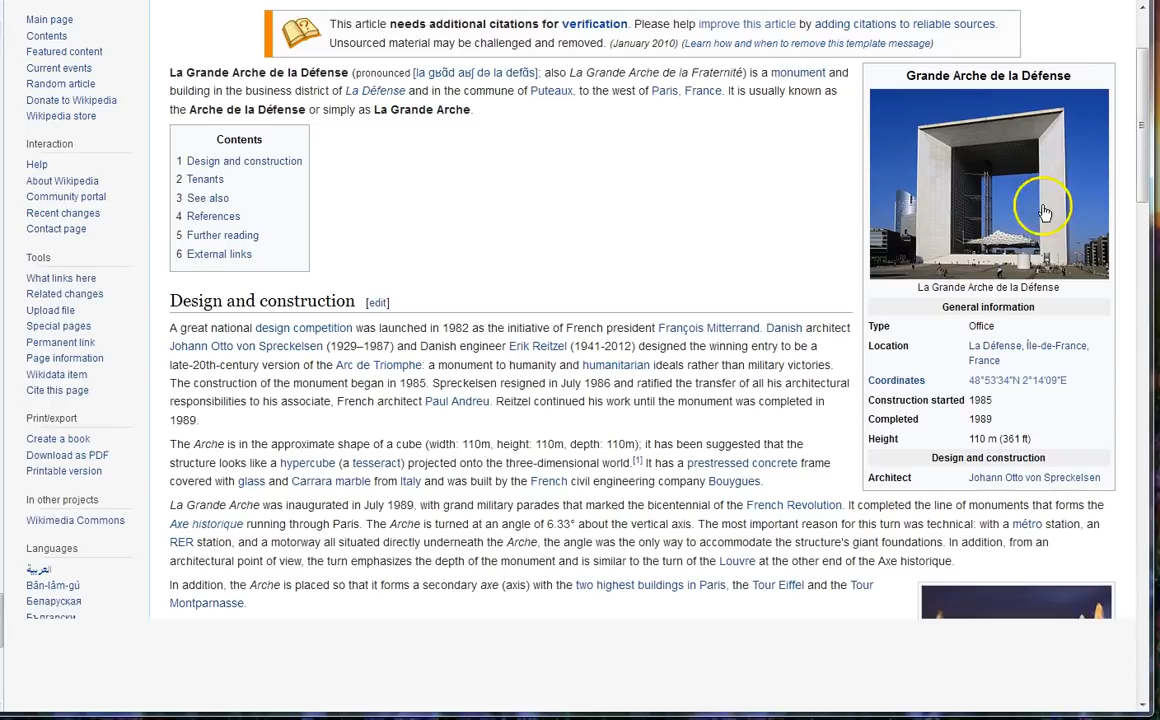 Main page
Contents
Featured content
Current events
Random article
Donate to Wikipedia
Wikipedia store
Interaction
Help
About Wikipedia
Community portal
Recent changes
Contact page
Tools
What links here
Related changes
Upload file
Special pages
Permanent link
Page information
Wikidata item
Cite this page
Print/export
Create a book
Download as PDF
Printable version
In other projects
Wikimedia Commons
Languages
العربية
Bân-lâm-gú
Беларуская
Български
This article needs additional citations for verification. Please help improve this article by adding citations to reliable sources.
Unsourced material may be challenged and removed. (January 2010) (Learn how and when to remove this template message)
La Grande Arche de la Défense (pronounced [la ɡʁɑ̃d aʁʃ də la defɑ̃s]; also La Grande Arche de la Fraternité) is a monument and
building in the business district of La Défense and in the commune of Puteaux, to the west of Paris, France. It is usually known as
the Arche de la Défense or simply as La Grande Arche.
Contents
1 Design and construction
2 Tenants
3 See also
4 References
5 Further reading
6 External links
Design and construction [edit]
A great national design competition was launched in 1982 as the initiative of French president François Mitterrand. Danish architect
Johann Otto von Spreckelsen (1929–1987) and Danish engineer Erik Reitzel (1941-2012) designed the winning entry to be a
late-20th-century version of the Arc de Triomphe: a monument to humanity and humanitarian ideals rather than military victories.
The construction of the monument began in 1985. Spreckelsen resigned in July 1986 and ratified the transfer of all his architectural
responsibilities to his associate, French architect Paul Andreu. Reitzel continued his work until the monument was completed in
1989.
The Arche is in the approximate shape of a cube (width: 110m, height: 110m, depth: 110m); it has been suggested that the
structure looks like a hypercube (a tesseract) projected onto the three-dimensional world.[1] It has a prestressed concrete frame
covered with glass and Carrara marble from Italy and was built by the French civil engineering company Bouygues.
La Grande Arche was inaugurated in July 1989, with grand military parades that marked the bicentennial of the French Revolution. It completed the line of monuments that forms the
Axe historique running through Paris. The Arche is turned at an angle of 6.33° about the vertical axis. The most important reason for this turn was technical: with a métro station, an
RER station, and a motorway all situated directly underneath the Arche, the angle was the only way to accommodate the structure's giant foundations. In addition, from an
architectural point of view, the turn emphasizes the depth of the monument and is similar to the turn of the Louvre at the other end of the Axe historique.
In addition, the Arche is placed so that it forms a secondary axe (axis) with the two highest buildings in Paris, the Tour Eiffel and the Tour
Montparnasse.
Grande Arche de la Défense
La Grande Arche de la Défense
General information
Type Office
Location La Défense, Île-de-France,
France
Coordinates 48°53′34″N 2°14′09″E
Construction started 1985
Completed 1989
Height 110 m (361 ft)
Design and construction
Architect Johann Otto von Spreckelsen